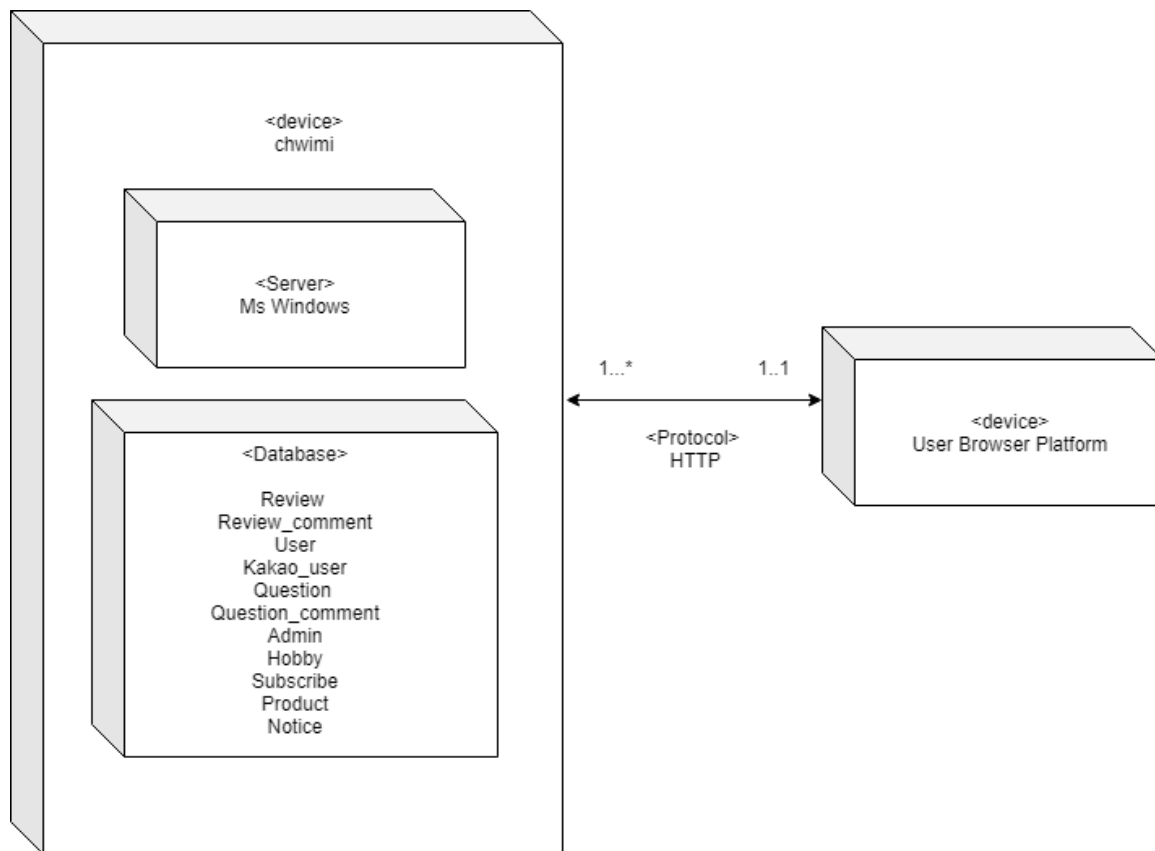 <device>
chwimi
<Server>
Ms Windows
<Database>
Review
Review_comment
User
Kakao_user
Question
Question_comment
Admin
Hobby
Subscribe
Product
Notice
1...*
1..1
<Protocol>
HTTP
<device>
User Browser Platform